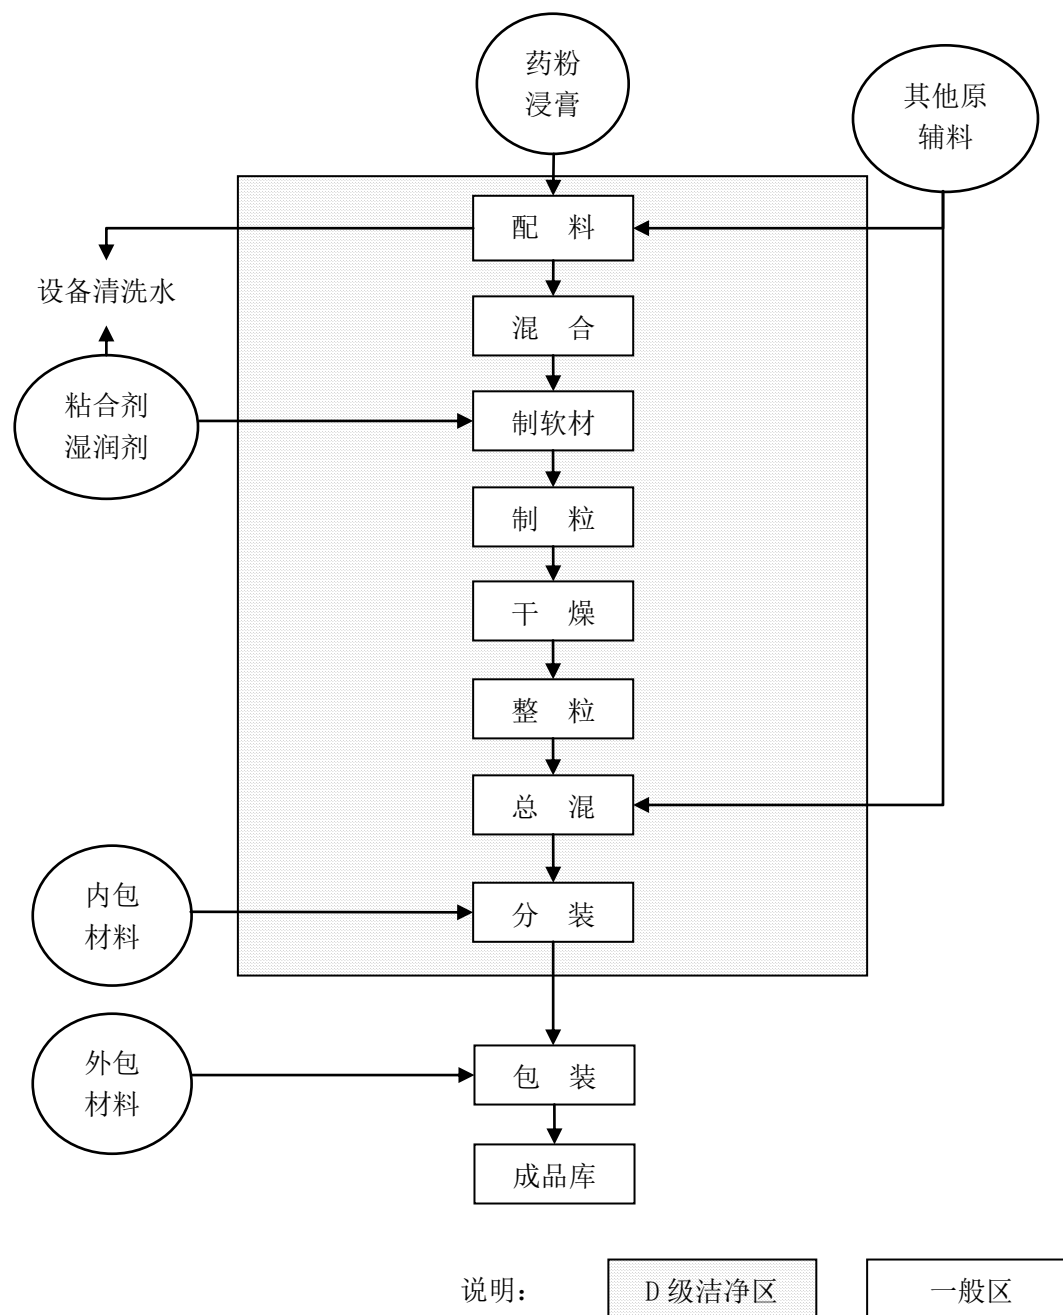 药粉
浸膏
其他原
辅料
配 料
设备清洗水
混 合
粘合剂
湿润剂
制软材
制 粒
干 燥
整 粒
总 混
内包
材料
分 装
外包
材料
包 装
成品库
说明：
D 级洁净区
一般区